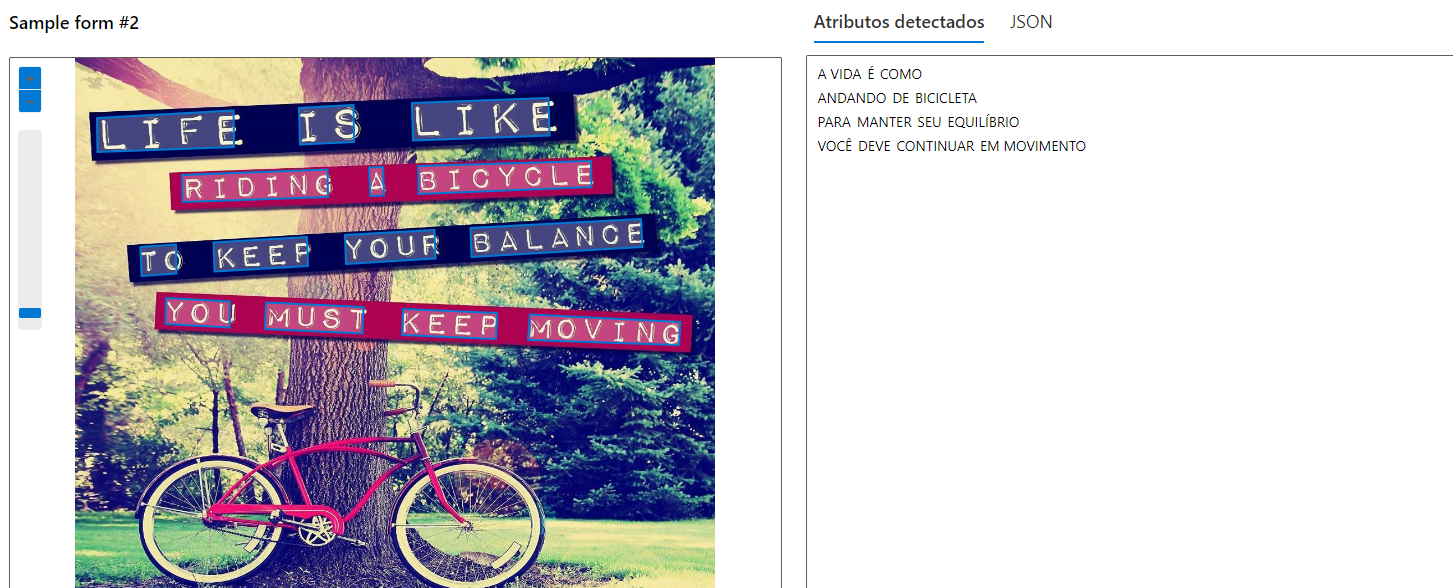 Sample form #2
Atributos detectados JSON
+
−
LIFE IS LIKE
RIDING A BICYCLE
TO KEEP YOUR BALANCE
YOU MUST KEEP MOVING
A VIDA É COMO
ANDANDO DE BICICLETA
PARA MANTER SEU EQUILÍBRIO
VOCÊ DEVE CONTINUAR EM MOVIMENTO